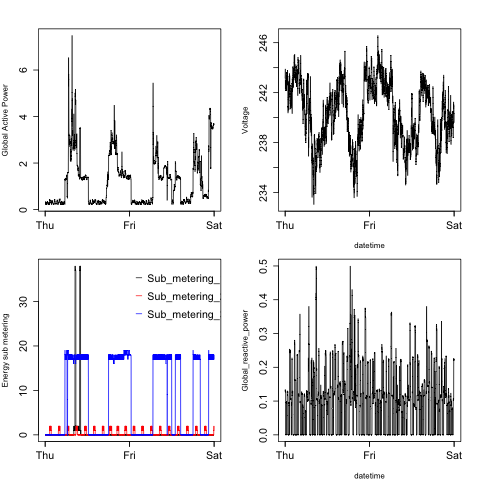 Global Active Power
0 2 4 6
Thu Fri Sat
Voltage
234 238 242 246
Thu Fri Sat
datetime
Energy sub metering
0 10 20 30
Sub_metering_
Sub_metering_
Sub_metering_
Thu Fri Sat
Global_reactive_power
0.0 0.1 0.2 0.3 0.4 0.5
Thu Fri Sat
datetime